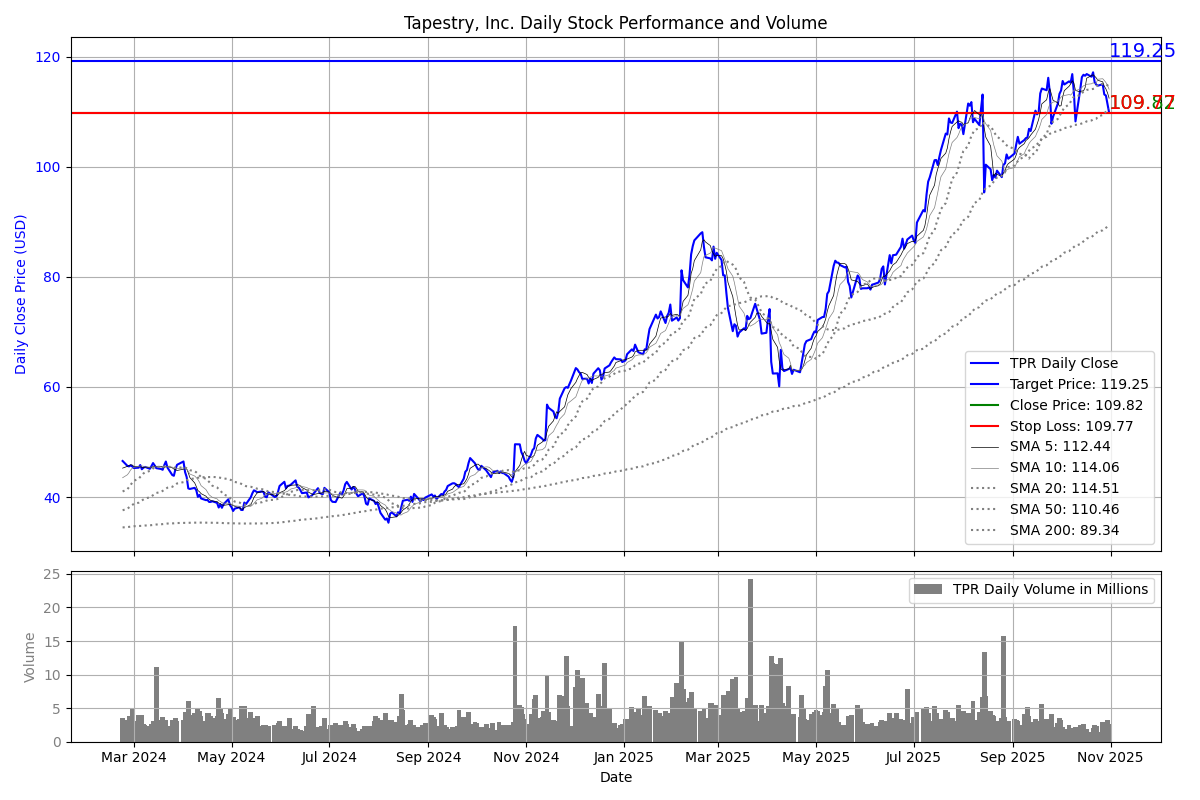 Tapestry, Inc. Daily Stock Performance and Volume
Daily Close Price (USD)
120
100
80
60
40
119.25
109.77
TPR Daily Close
Target Price: 119.25
Close Price: 109.82
Stop Loss: 109.77
SMA 5: 112.44
SMA 10: 114.06
SMA 20: 114.51
SMA 50: 110.46
SMA 200: 89.34
Volume
25
20
15
10
5
0
TPR Daily Volume in Millions
Mar 2024 May 2024 Jul 2024 Sep 2024 Nov 2024 Jan 2025 Mar 2025 May 2025 Jul 2025 Sep 2025 Nov 2025
Date